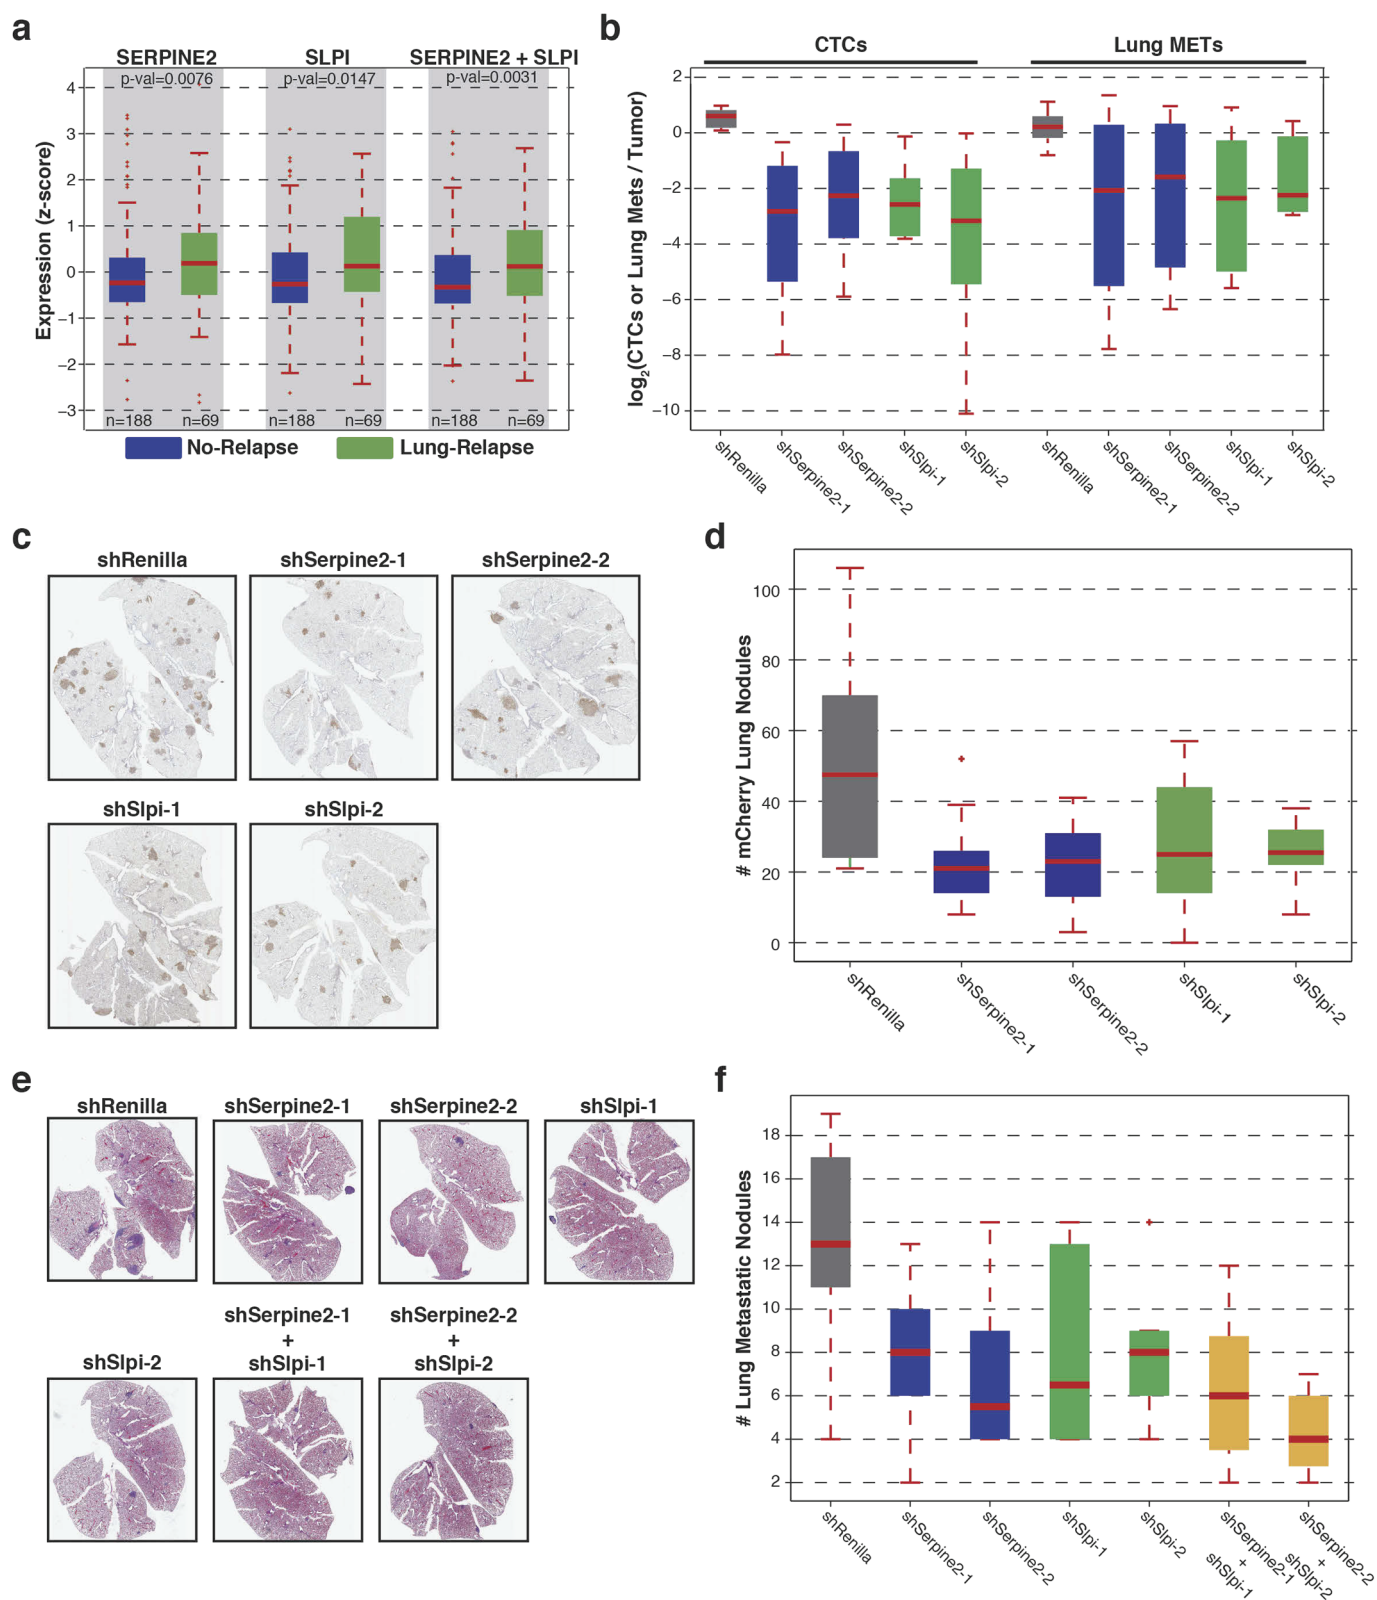 a
SERPINE2 SLPI SERPINE2 + SLPI
p-val=0.0076 p-val=0.0147 p-val=0.0031
Expression (z-score)
4
3
2
1
0
−1
−2
−3
n=188 n=69 n=188 n=69 n=188 n=69
No-Relapse Lung-Relapse
b
CTCs Lung METs
log2(CTCs or Lung Mets / Tumor)
2
0
−2
−4
−6
−8
−10
shRenilla
shSerpine2-1
shSerpine2-2
shSlpi-1
shSlpi-2
shRenilla
shSerpine2-1
shSerpine2-2
shSlpi-1
shSlpi-2
c
shRenilla shSerpine2-1 shSerpine2-2
shSlpi-1 shSlpi-2
d
# mCherry Lung Nodules
100
80
60
40
20
0
shRenilla
shSerpine2-1
shSerpine2-2
shSlpi-1
shSlpi-2
e
shRenilla shSerpine2-1 shSerpine2-2 shSlpi-1
shSlpi-2
shSerpine2-1
+
shSlpi-1
shSerpine2-2
+
shSlpi-2
f
# Lung Metastatic Nodules
18
16
14
12
10
8
6
4
2
shRenilla
shSerpine2-1
shSerpine2-2
shSlpi-1
shSlpi-2
shSerpine2-1
+
shSlpi-1
shSerpine2-2
+
shSlpi-2